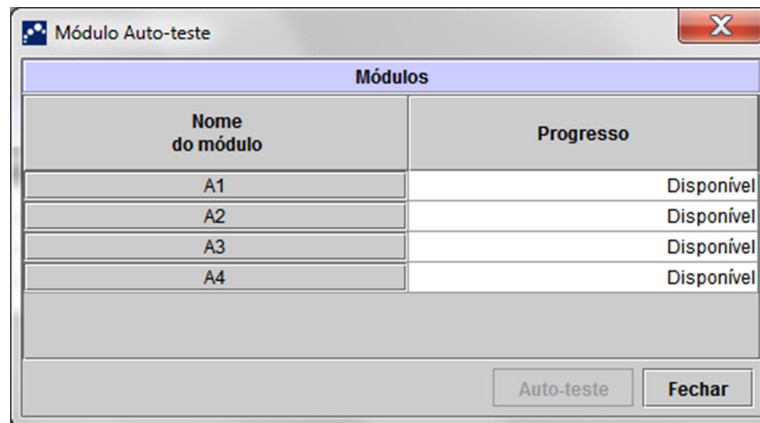 Módulo Auto-teste
Módulos
Nome
do módulo
Progresso
A1
Disponível
A2
Disponível
A3
Disponível
A4
Disponível
Auto-teste
Fechar